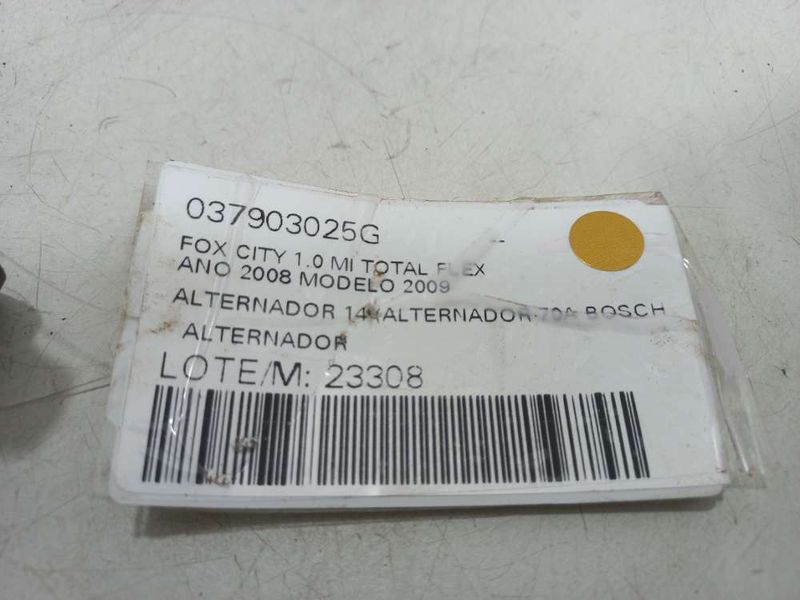 037903025G --
FOX CITY 1.0 MI TOTAL FLEX
ANO 2008 MODELO 2009
ALTERNADOR 14V ALTERNADOR 70A BOSCH
ALTERNADOR
LOTE/M: 23308